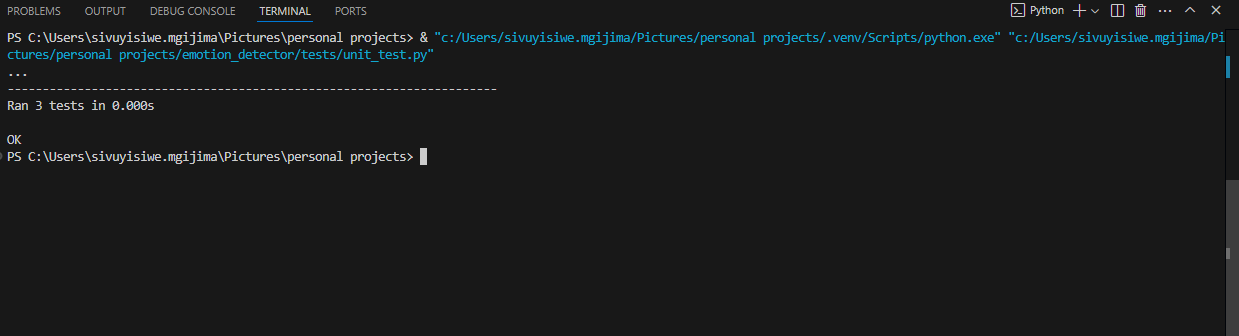 PROBLEMS OUTPUT DEBUG CONSOLE TERMINAL PORTS Python
PS C:\Users\sivuyisiwe.mgijima\Pictures\personal projects> & "c:/Users/sivuyisiwe.mgijima/Pictures/personal projects/.venv/Scripts/python.exe" "c:/Users/sivuyisiwe.mgijima/Pi
ctures/personal projects/emotion_detector/tests/unit_test.py"
...
----------------------------------------------------------------------
Ran 3 tests in 0.000s
OK
PS C:\Users\sivuyisiwe.mgijima\Pictures\personal projects>